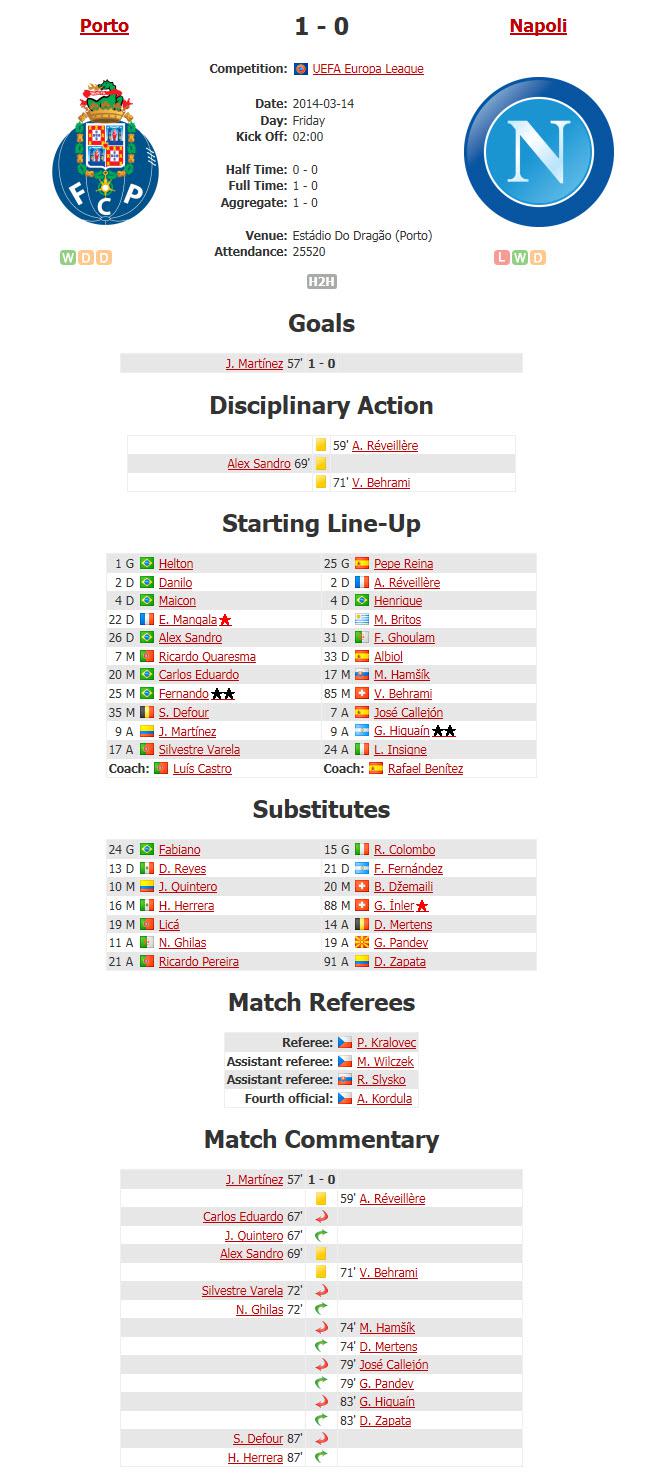 Porto 1 - 0 Napoli
Competition: UEFA Europa League
Date: 2014-03-14
Day: Friday
Kick Off: 02:00
Half Time: 0 - 0
Full Time: 1 - 0
Aggregate: 1 - 0
Venue: Estádio Do Dragão (Porto)
Attendance: 25520
F C P
N
W D D
L W D
H2H
Goals
J. Martínez 57' 1 - 0
Disciplinary Action
59' A. Réveillère
Alex Sandro 69'
71' V. Behrami
Starting Line-Up
1 G Helton 25 G Pepe Reina
2 D Danilo 2 D A. Réveillère
4 D Maicon 4 D Henrique
22 D E. Mangala 5 D M. Britos
26 D Alex Sandro 31 D F. Ghoulam
7 M Ricardo Quaresma 33 D Albiol
20 M Carlos Eduardo 17 M M. Hamšík
25 M Fernando 85 M V. Behrami
35 M S. Defour 7 A José Callejón
9 A J. Martínez 9 A G. Higuaín
17 A Silvestre Varela 24 A L. Insigne
Coach: Luís Castro Coach: Rafael Benítez
Substitutes
24 G Fabiano 15 G R. Colombo
13 D D. Reyes 21 D F. Fernández
10 M J. Quintero 20 M B. Džemaili
16 M H. Herrera 88 M G. İnler
19 M Licá 14 A D. Mertens
11 A N. Ghilas 19 A G. Pandev
21 A Ricardo Pereira 91 A D. Zapata
Match Referees
Referee: P. Kralovec
Assistant referee: M. Wilczek
Assistant referee: R. Slysko
Fourth official: A. Kordula
Match Commentary
J. Martínez 57' 1 - 0
59' A. Réveillère
Carlos Eduardo 67'
J. Quintero 67'
Alex Sandro 69'
71' V. Behrami
Silvestre Varela 72'
N. Ghilas 72'
74' M. Hamšík
74' D. Mertens
79' José Callejón
79' G. Pandev
83' G. Higuaín
83' D. Zapata
S. Defour 87'
H. Herrera 87'